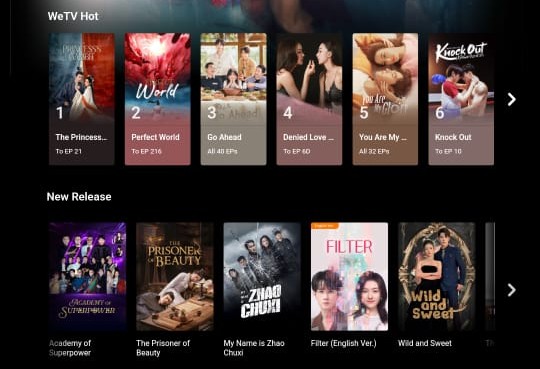 WeTV Hot
PRINCESS'S
World
Go Ahead
You Are
My Glory
Knock Out
1
2
3
4
5
6
The Princess...
Perfect World
Go Ahead
Denied Love ...
You Are My ...
Knock Out
To EP 21
To EP 216
All 40 EPs
To EP 6D
All 32 EPs
To EP 10
New Release
ACADEMY OF
SUPERPOWER
THE
PRISONER
OF
BEAUTY
ZHAO
CHUXI
FILTER
Wild
and
Sweet
Academy of
Superpower
The Prisoner of
Beauty
My Name is Zhao
Chuxi
Filter (English Ver.)
Wild and Sweet